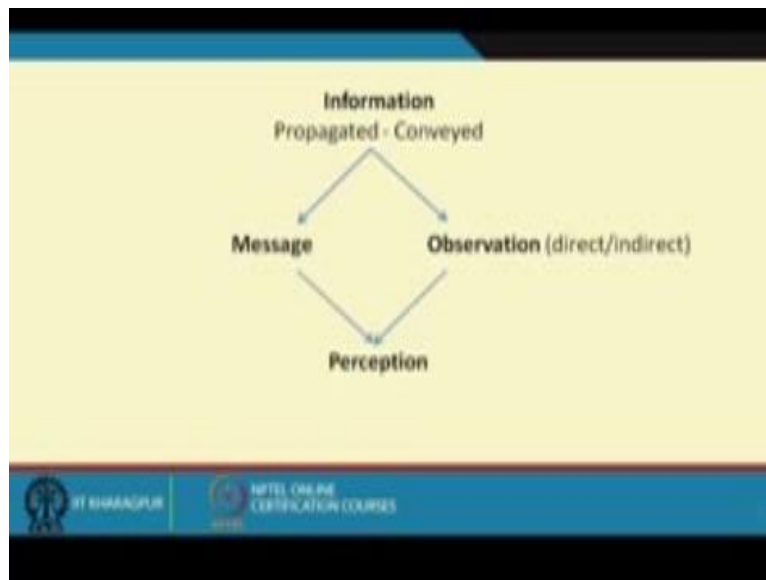 Information
Propagated - Conveyed
Message
Observation (direct/indirect)
Perception
IIT KHARAGPUR
NPTEL ONLINE
CERTIFICATION COURSES